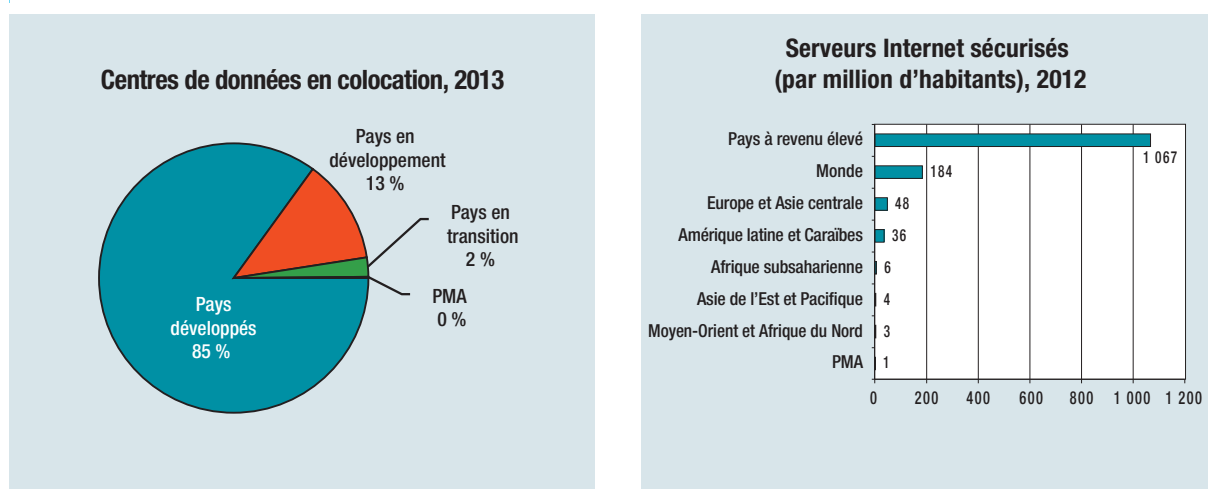 Centres de données en colocation, 2013
Pays en
développement
13 %
Pays en
transition
2 %
PMA
0 %
Pays
développés
85 %
Serveurs Internet sécurisés
(par million d’habitants), 2012
Pays à revenu élevé
1 067
Monde
184
Europe et Asie centrale
48
Amérique latine et Caraïbes
36
Afrique subsaharienne
6
Asie de l’Est et Pacifique
4
Moyen-Orient et Afrique du Nord
3
PMA
1
0 200 400 600 800 1 000 1 200